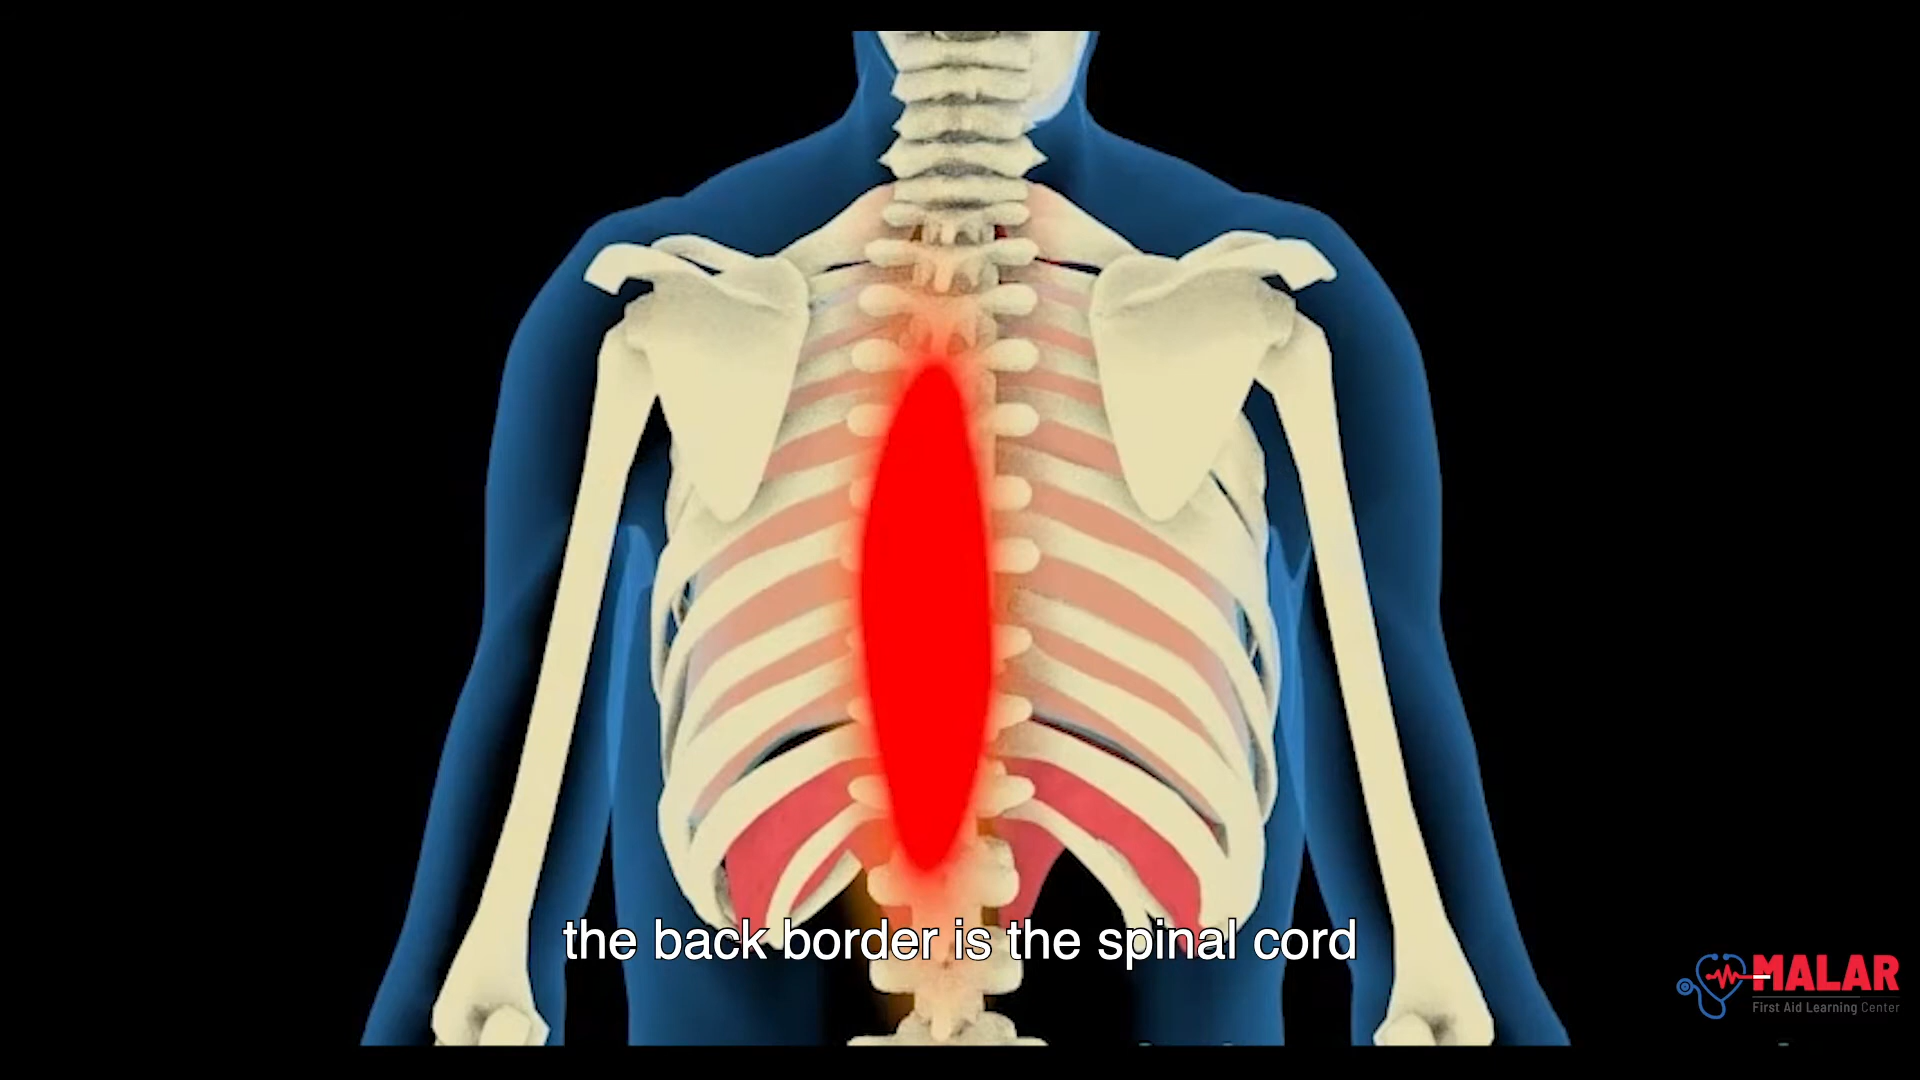 the back border is the spinal cord
MALAR
First Aid Learning Center